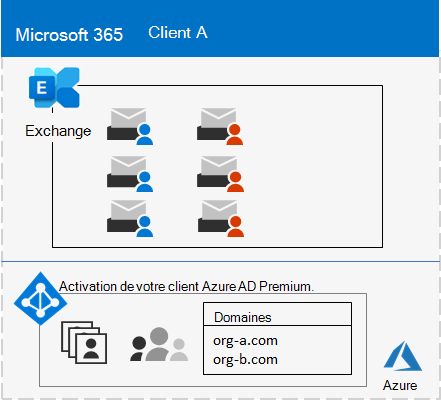 Microsoft 365 Client A
E
Exchange
Activation de votre client Azure AD Premium.
Domaines
org-a.com
org-b.com
Azure